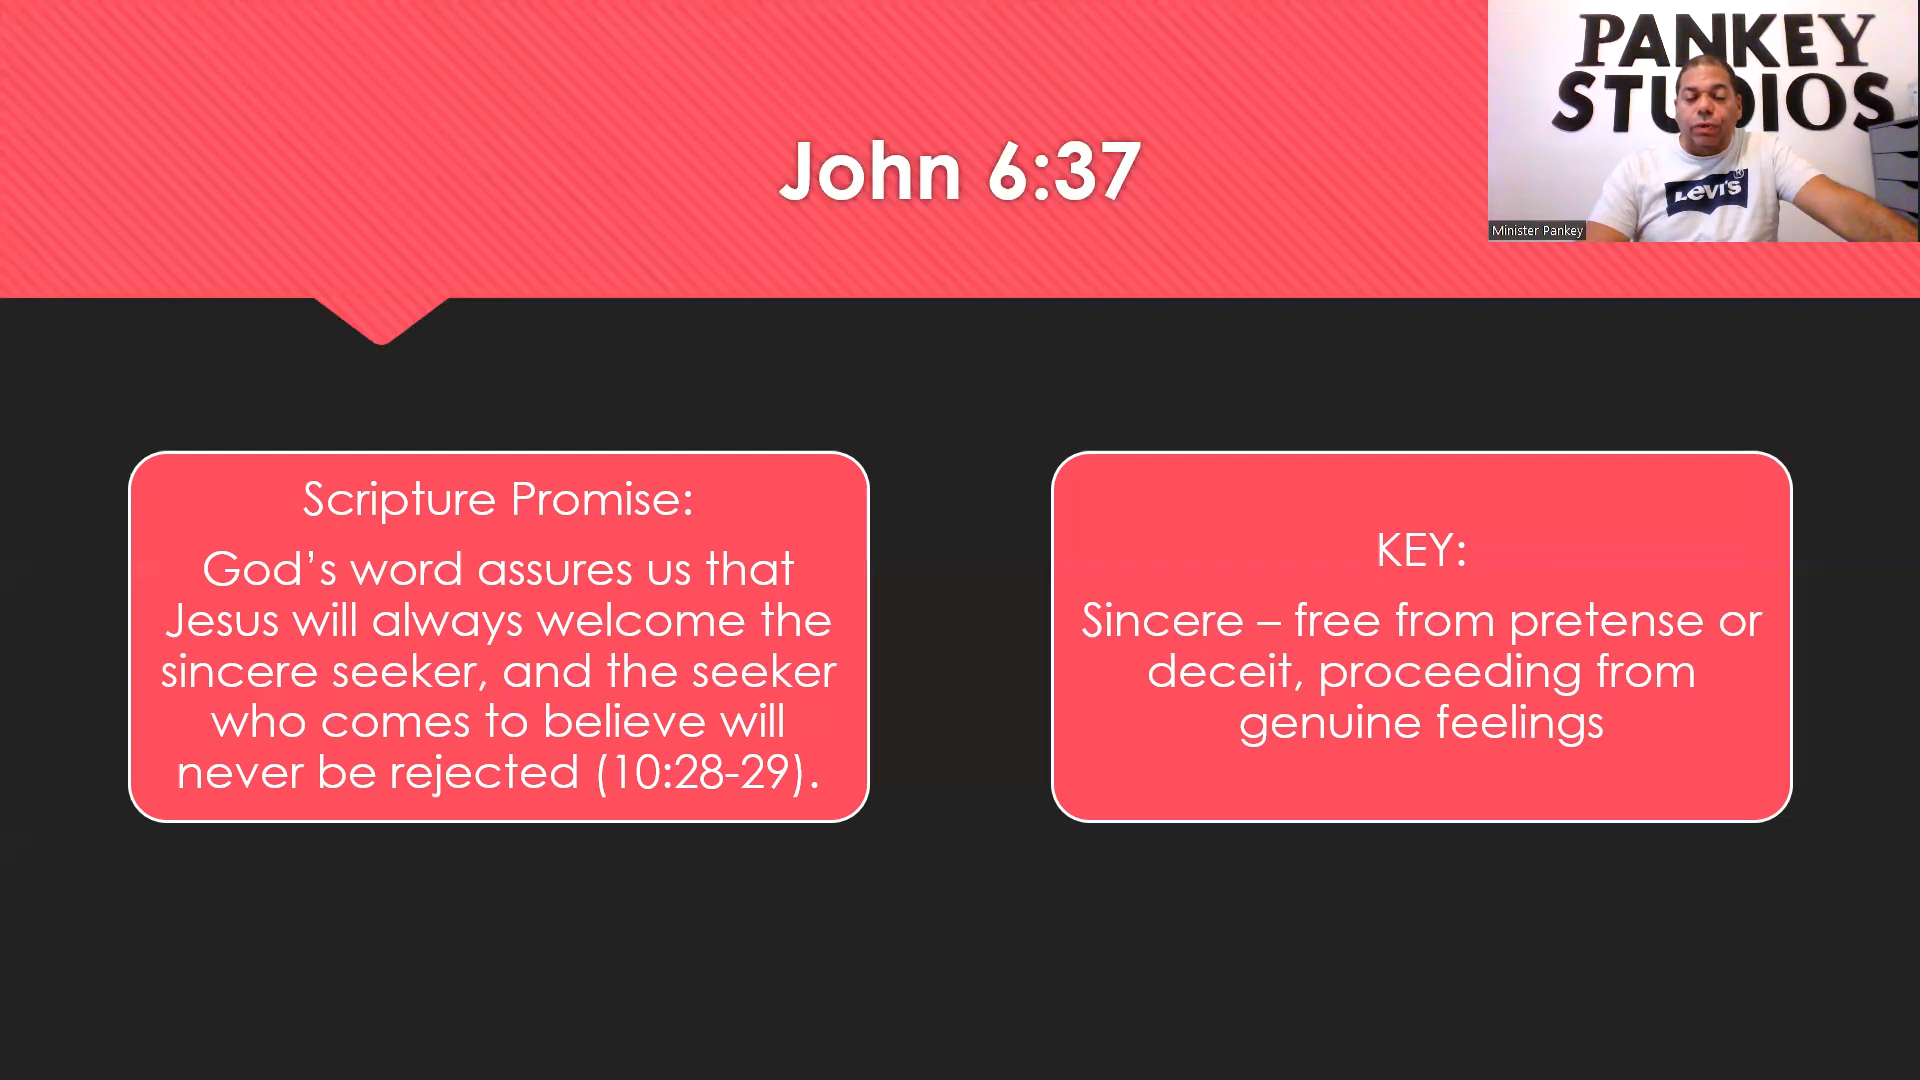 PANKEY
STUDIOS
John 6:37
Levi's
®
Minister Pankey
Scripture Promise:
God’s word assures us that
Jesus will always welcome the
sincere seeker, and the seeker
who comes to believe will
never be rejected (10:28-29).
KEY:
Sincere – free from pretense or
deceit, proceeding from
genuine feelings